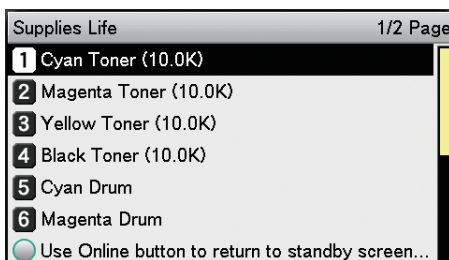 Supplies Life 1/2 Page
1 Cyan Toner (10.0K)
2 Magenta Toner (10.0K)
3 Yellow Toner (10.0K)
4 Black Toner (10.0K)
5 Cyan Drum
6 Magenta Drum
Use Online button to return to standby screen...